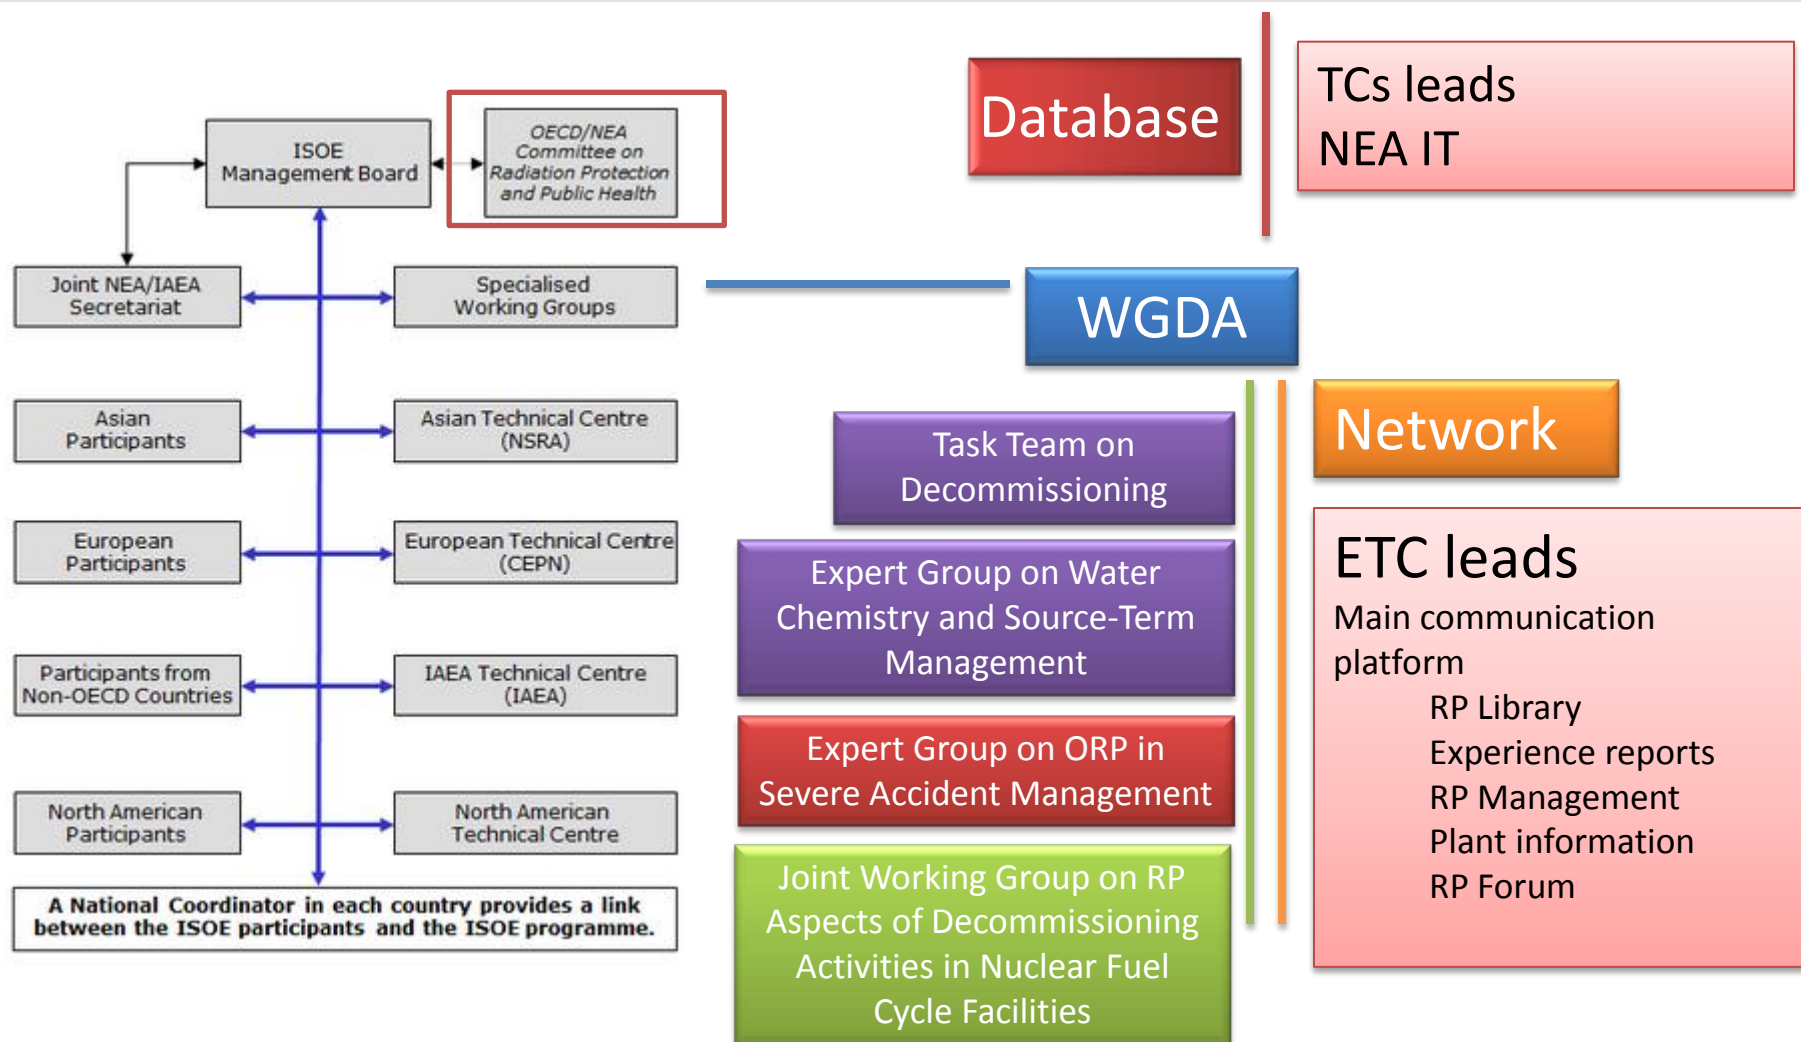 ISOE
Management Board
OECD/NEA
Committee on
Radiation Protection
and Public Health
Joint NEA/IAEA
Secretariat
Specialised
Working Groups
Asian
Participants
Asian Technical Centre
(NSRA)
European
Participants
European Technical Centre
(CEPN)
Participants from
Non-OECD Countries
IAEA Technical Centre
(IAEA)
North American
Participants
North American
Technical Centre
A National Coordinator in each country provides a link
between the ISOE participants and the ISOE programme.
Database
TCs leads
NEA IT
WGDA
Task Team on
Decommissioning
Expert Group on Water
Chemistry and Source-Term
Management
Expert Group on ORP in
Severe Accident Management
Joint Working Group on RP
Aspects of Decommissioning
Activities in Nuclear Fuel
Cycle Facilities
Network
ETC leads
Main communication
platform
RP Library
Experience reports
RP Management
Plant information
RP Forum